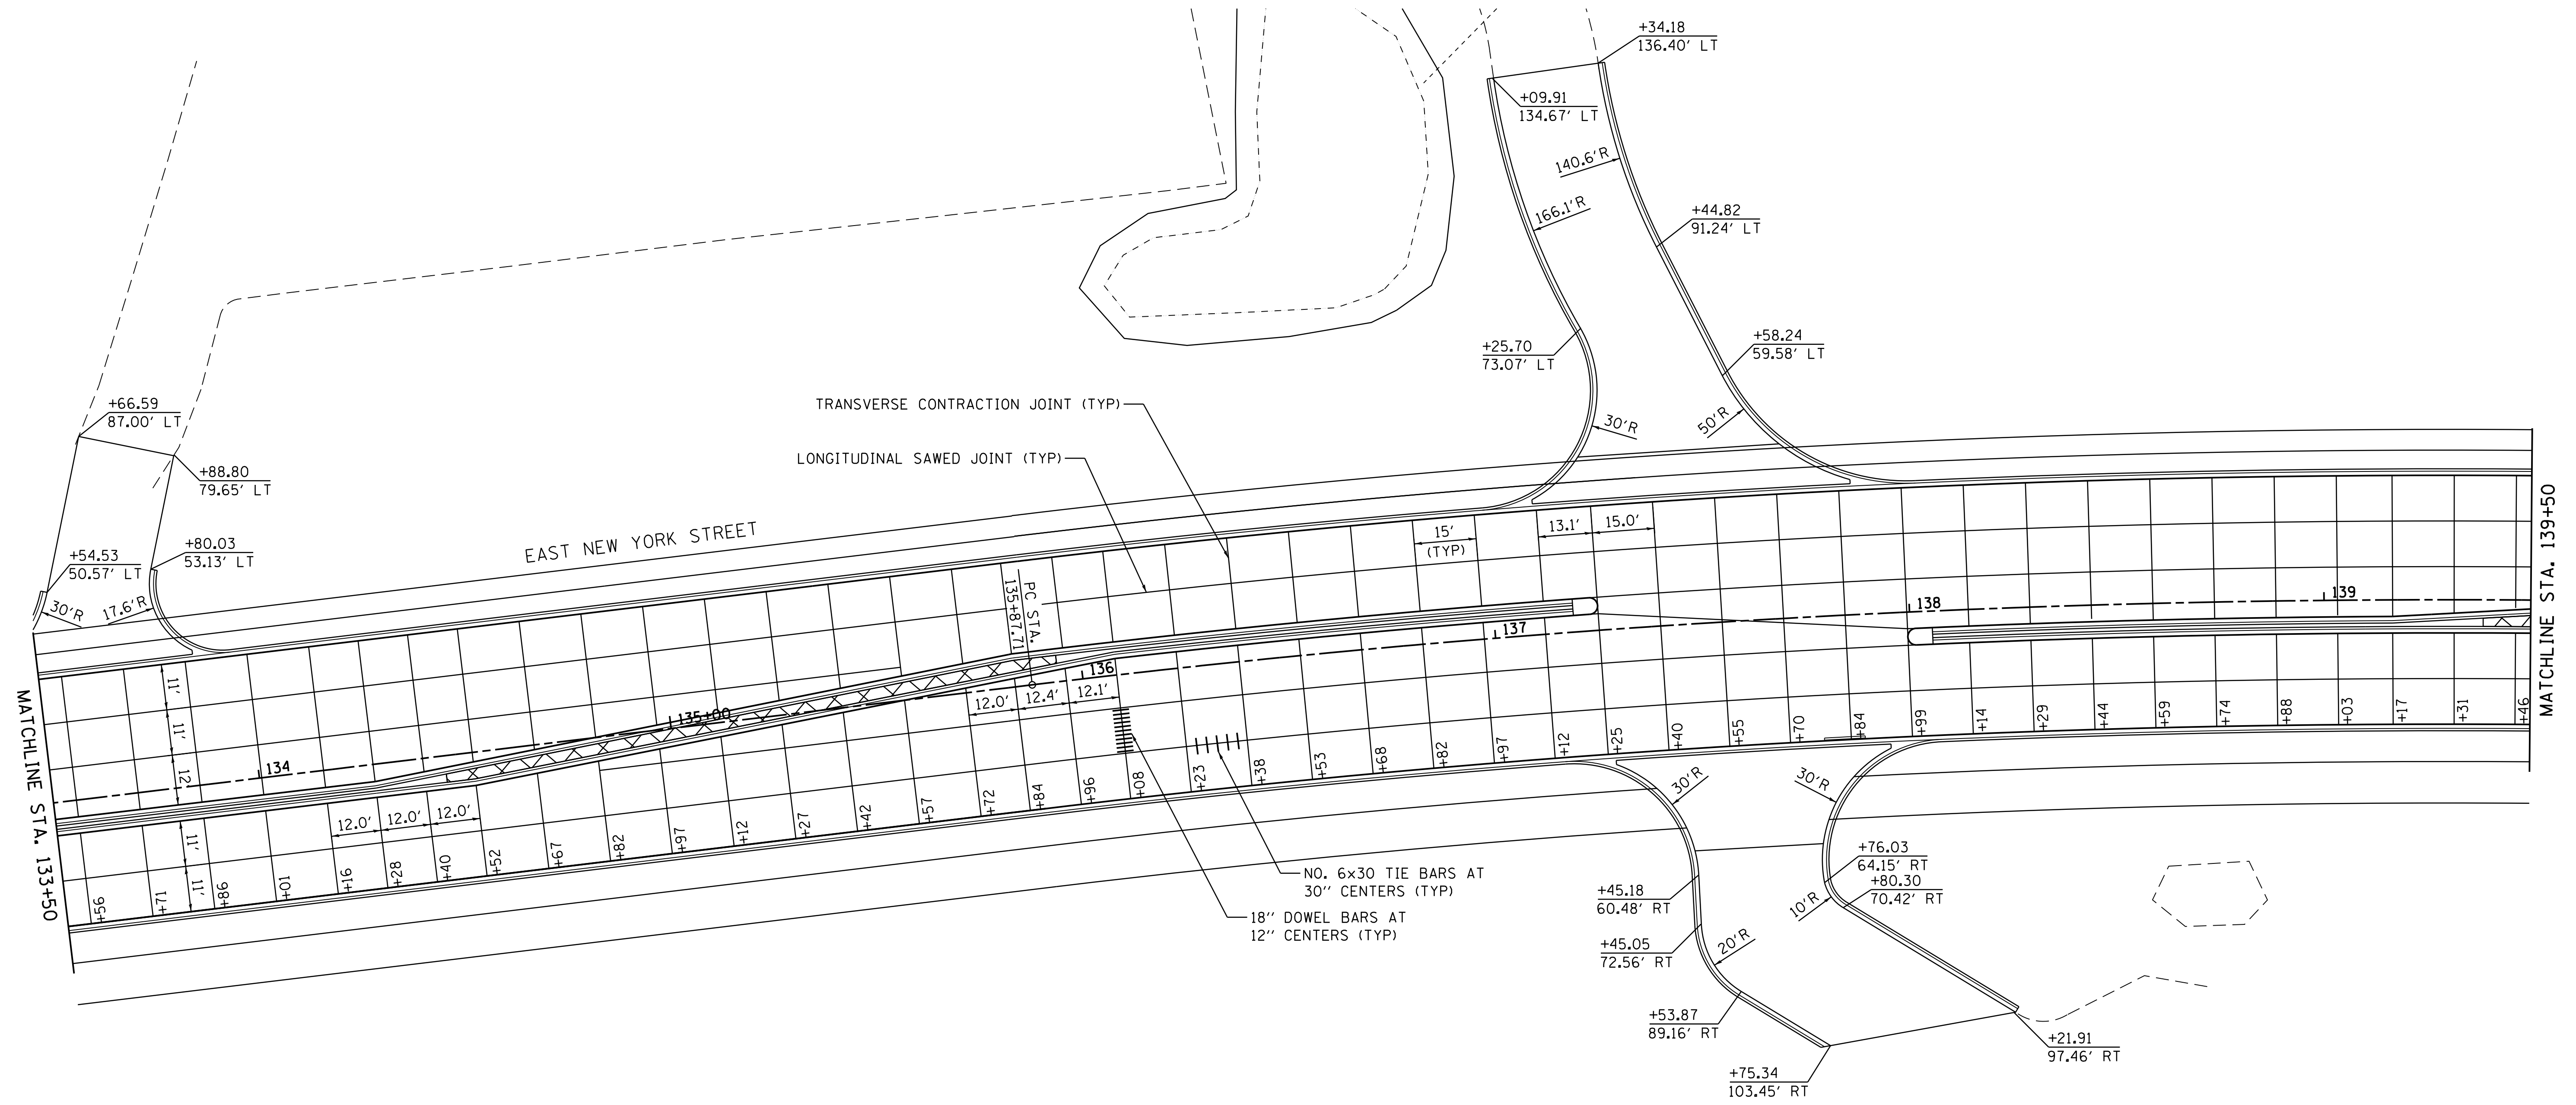 +34.18
136.40' LT
+09.91
134.67' LT
140.6'R
166.1'R
+44.82
91.24' LT
+25.70
73.07' LT
+58.24
59.58' LT
30'R
50'R
+66.59
87.00' LT
+88.80
79.65' LT
+54.53
50.57' LT
+80.03
53.13' LT
30'R
17.6'R
TRANSVERSE CONTRACTION JOINT (TYP)
LONGITUDINAL SAWED JOINT (TYP)
EAST NEW YORK STREET
PC STA.
135+87.71
15'
(TYP)
13.1'
15.0'
MATCHLINE STA. 133+50
MATCHLINE STA. 139+50
134
135+00
136
137
138
139
11'
11'
12'
11'
11'
12.0'
12.0'
12.0'
12.0'
12.4'
12.1'
+56
+71
+86
+01
+16
+28
+40
+52
+67
+82
+97
+12
+27
+42
+57
+72
+84
+96
+08
+23
+38
+53
+68
+82
+97
+12
+25
+40
+55
+70
+84
+99
+14
+29
+44
+59
+74
+88
+03
+17
+31
+46
NO. 6x30 TIE BARS AT
30" CENTERS (TYP)
18" DOWEL BARS AT
12" CENTERS (TYP)
30'R
30'R
+76.03
64.15' RT
+80.30
70.42' RT
10'R
+45.18
60.48' RT
+45.05
72.56' RT
20'R
+53.87
89.16' RT
+75.34
103.45' RT
+21.91
97.46' RT